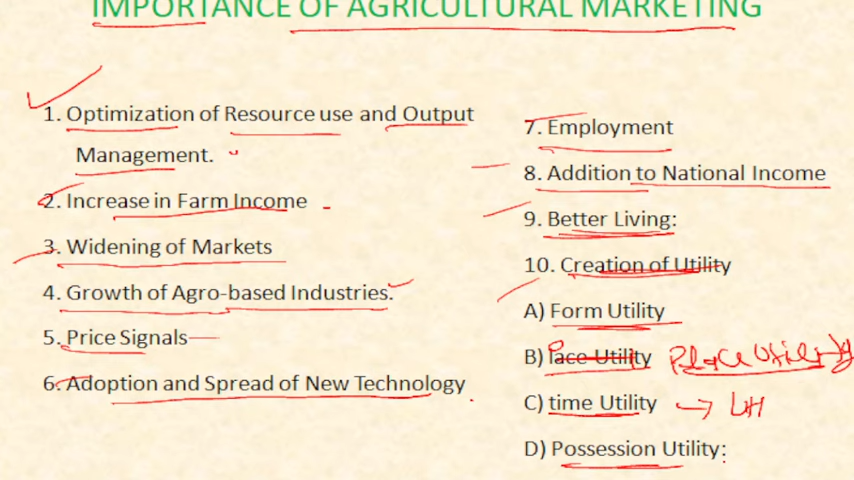 IMPORTANCE OF AGRICULTURAL MARKETING
1. Optimization of Resource use and Output
Management.
2. Increase in Farm Income
3. Widening of Markets
4. Growth of Agro-based Industries.
5. Price Signals
6. Adoption and Spread of New Technology
7. Employment
8. Addition to National Income
9. Better Living:
10. Creation of Utility
A) Form Utility
B) lace Utility Place Utility
C) time Utility
D) Possession Utility: